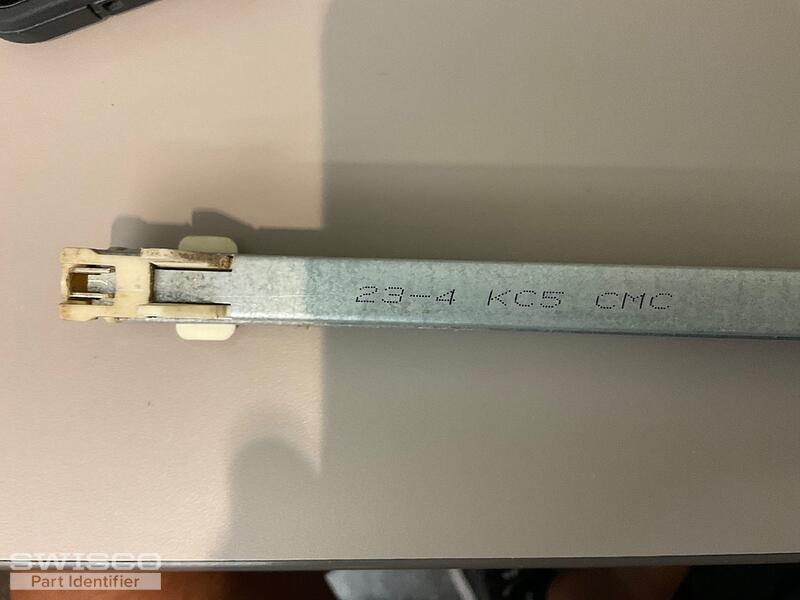 23-4 KC5 CMC
SWISCO
Part Identifier